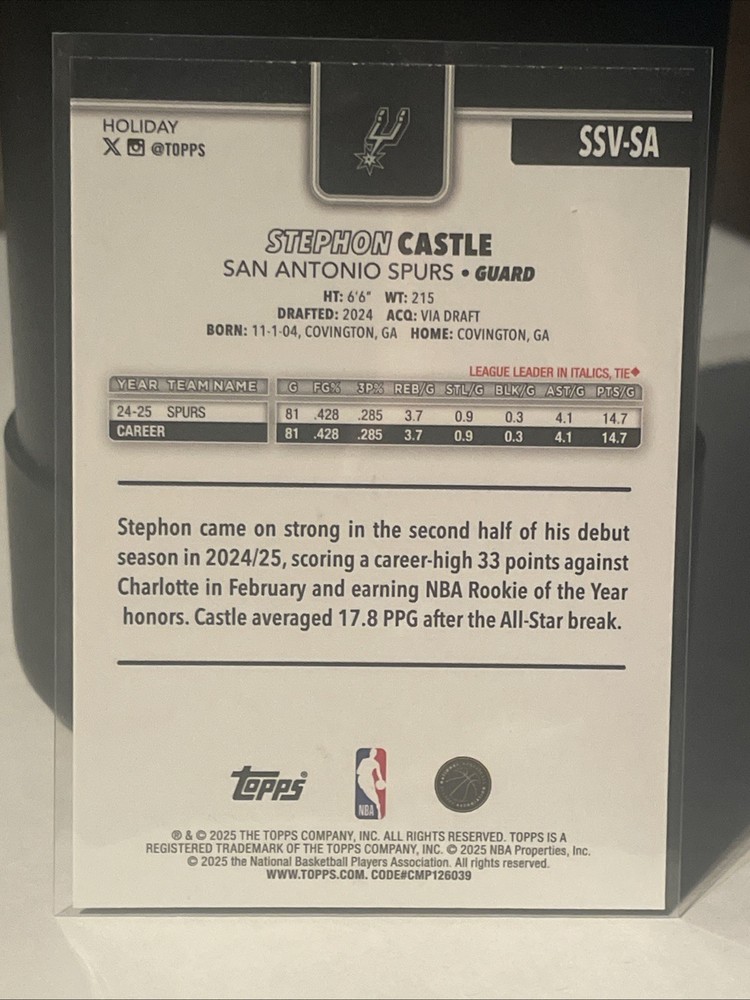 HOLIDAY
X @TOPPS
SSV-SA
STEPHON CASTLE
SAN ANTONIO SPURS • GUARD
HT: 6'6" WT: 215
DRAFTED: 2024 ACQ: VIA DRAFT
BORN: 11-1-04, COVINGTON, GA HOME: COVINGTON, GA
LEAGUE LEADER IN ITALICS, TIE◆
YEAR TEAM NAME G FG% 3P% REB/G STL/G BLK/G AST/G PTS/G
24-25 SPURS 81 .428 .285 3.7 0.9 0.3 4.1 14.7
CAREER 81 .428 .285 3.7 0.9 0.3 4.1 14.7
Stephon came on strong in the second half of his debut
season in 2024/25, scoring a career-high 33 points against
Charlotte in February and earning NBA Rookie of the Year
honors. Castle averaged 17.8 PPG after the All-Star break.
Topps®
NBA
® & © 2025 THE TOPPS COMPANY, INC. ALL RIGHTS RESERVED. TOPPS IS A
REGISTERED TRADEMARK OF THE TOPPS COMPANY, INC. © 2025 NBA Properties, Inc.
© 2025 the National Basketball Players Association. All rights reserved.
WWW.TOPPS.COM. CODE#CMP126039